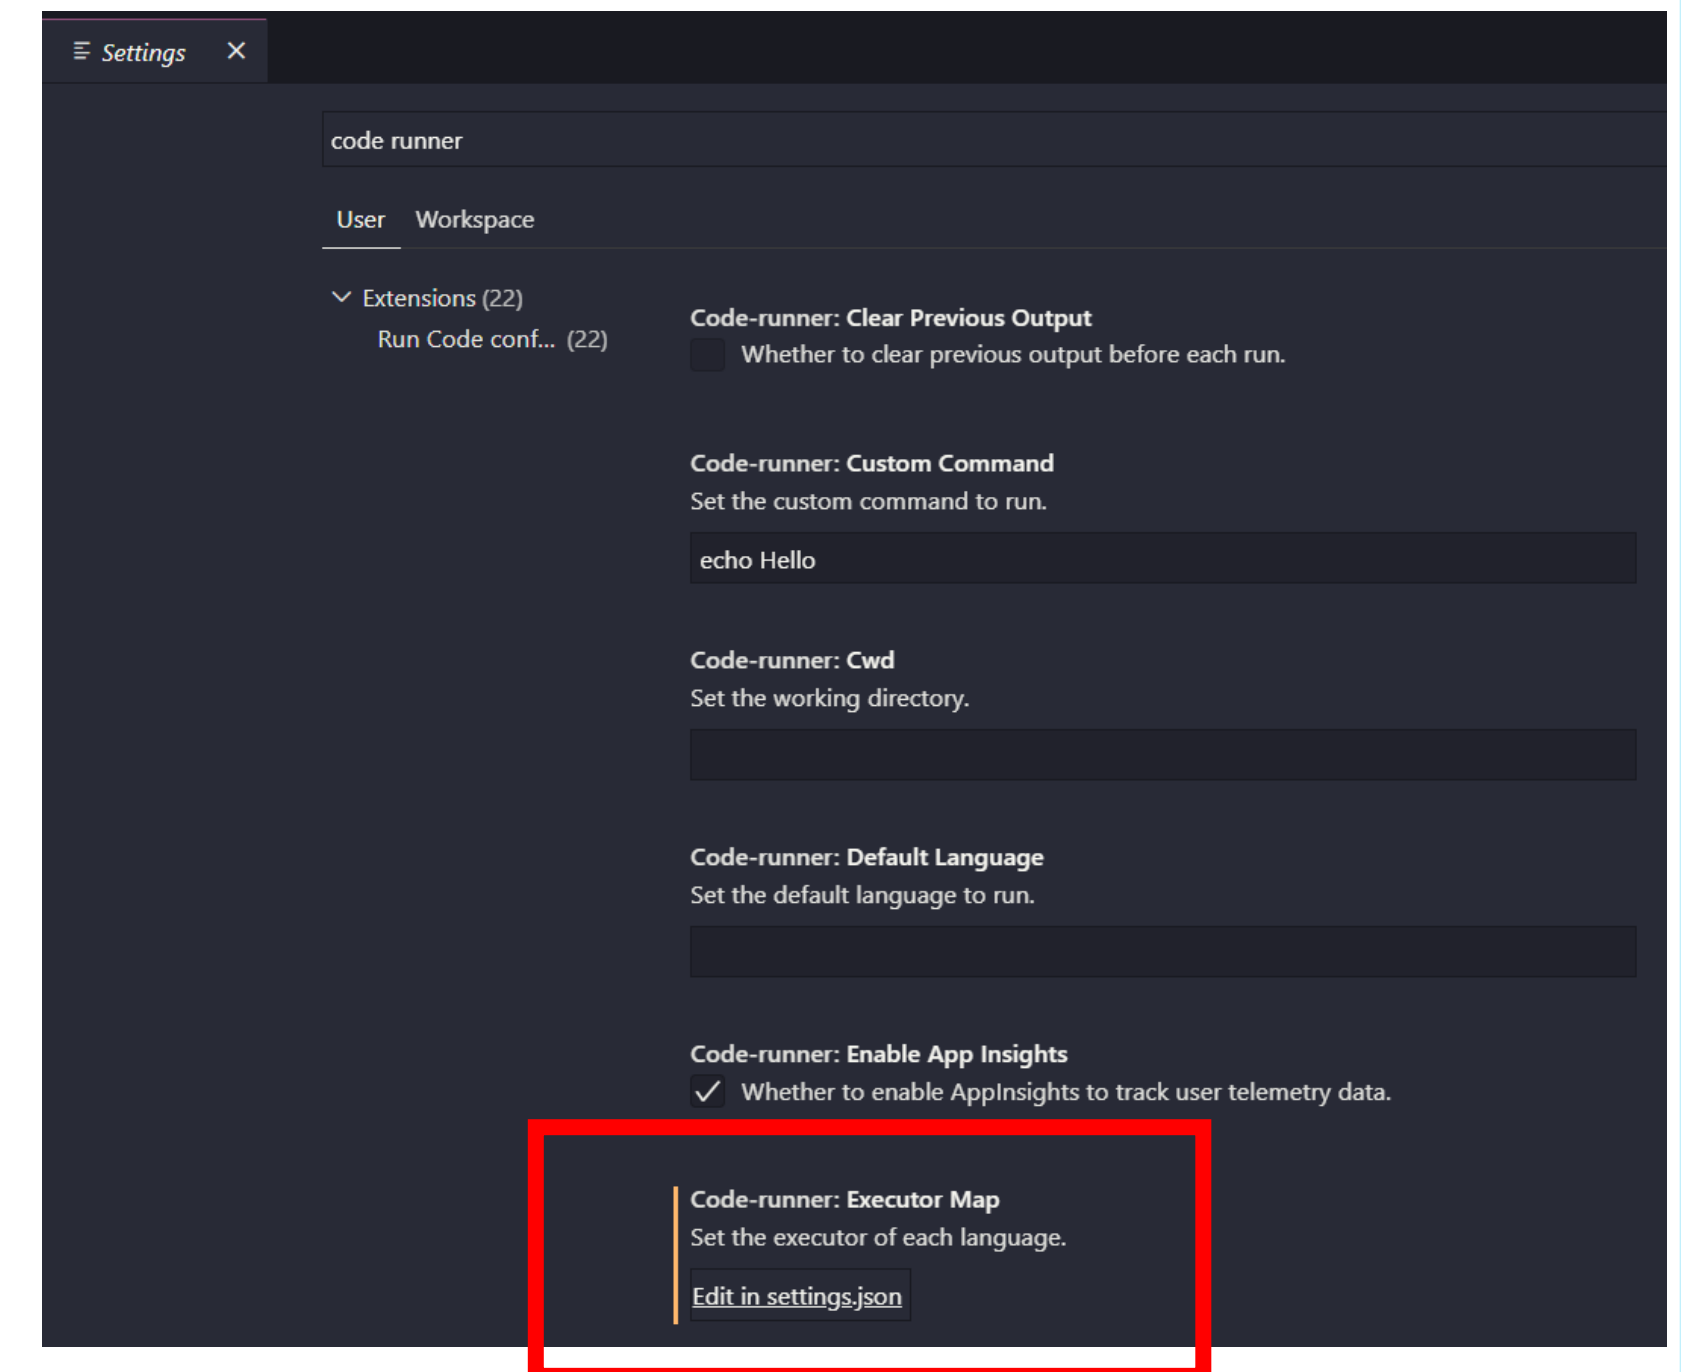 Settings
code runner
User Workspace
Extensions (22)
Run Code conf... (22)
Code-runner: Clear Previous Output
Whether to clear previous output before each run.
Code-runner: Custom Command
Set the custom command to run.
echo Hello
Code-runner: Cwd
Set the working directory.
Code-runner: Default Language
Set the default language to run.
Code-runner: Enable App Insights
Whether to enable AppInsights to track user telemetry data.
Code-runner: Executor Map
Set the executor of each language.
Edit in settings.json